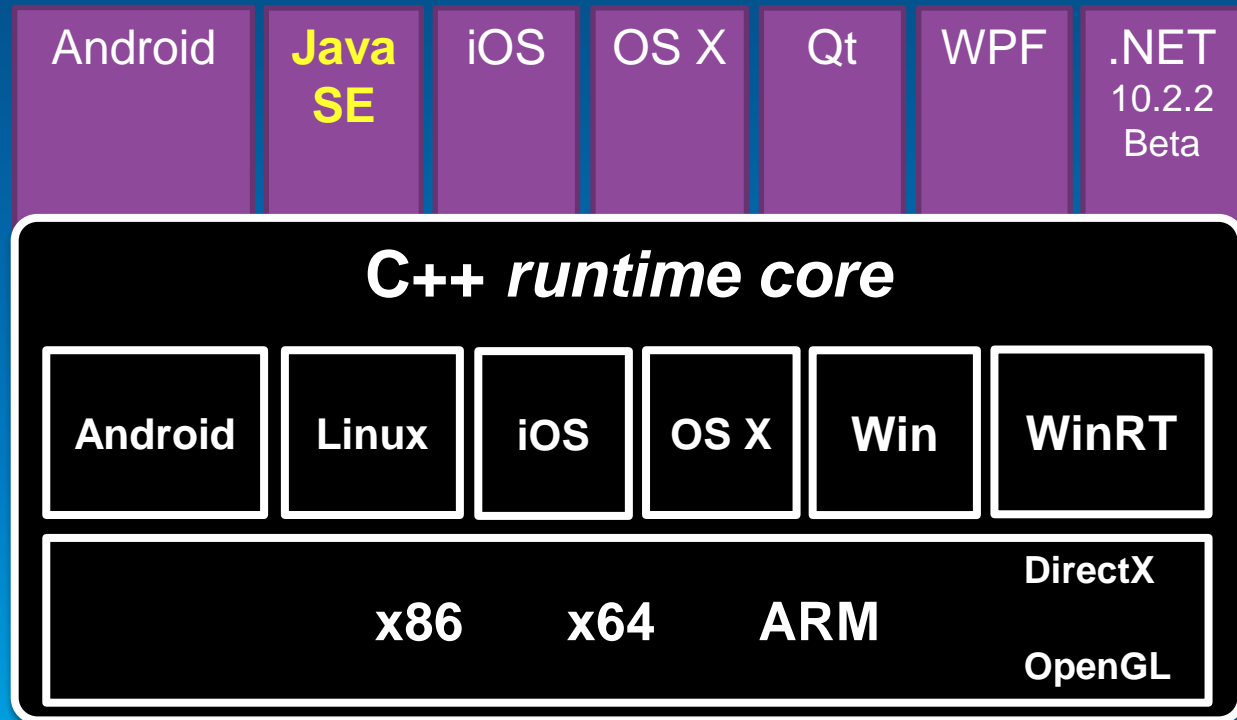 Android
Java
SE
iOS
OS X
Qt
WPF
.NET
10.2.2
Beta
C++ runtime core
Android
Linux
iOS
OS X
Win
WinRT
x86 x64 ARM
DirectX
OpenGL